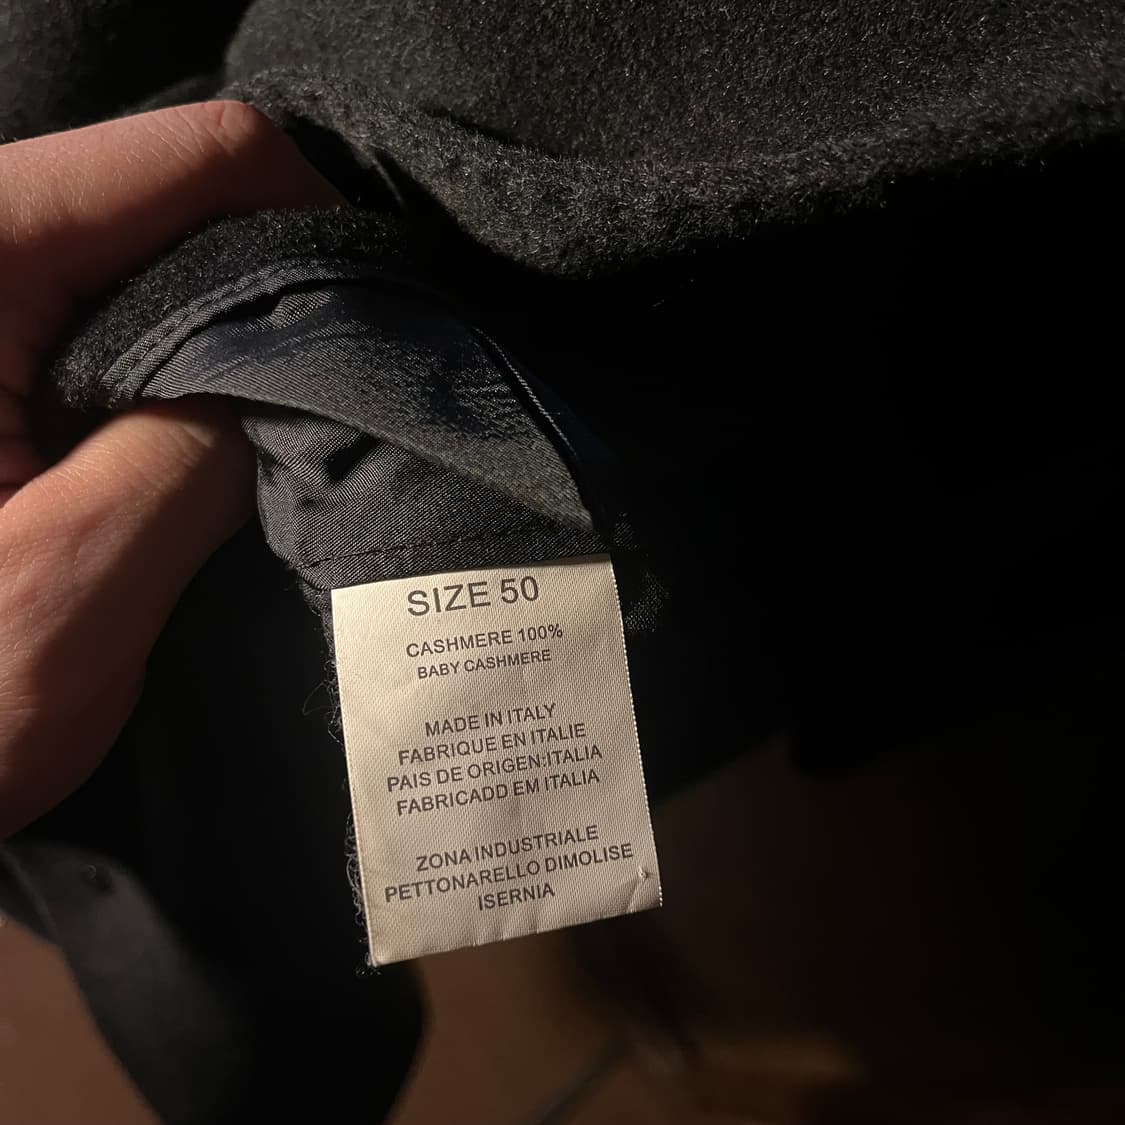 SIZE 50
CASHMERE 100%
BABY CASHMERE
MADE IN ITALY
FABRIQUE EN ITALIE
PAIS DE ORIGEN:ITALIA
FABRICADD EM ITALIA
ZONA INDUSTRIALE
PETTONARELLO DIMOLISE
ISERNIA